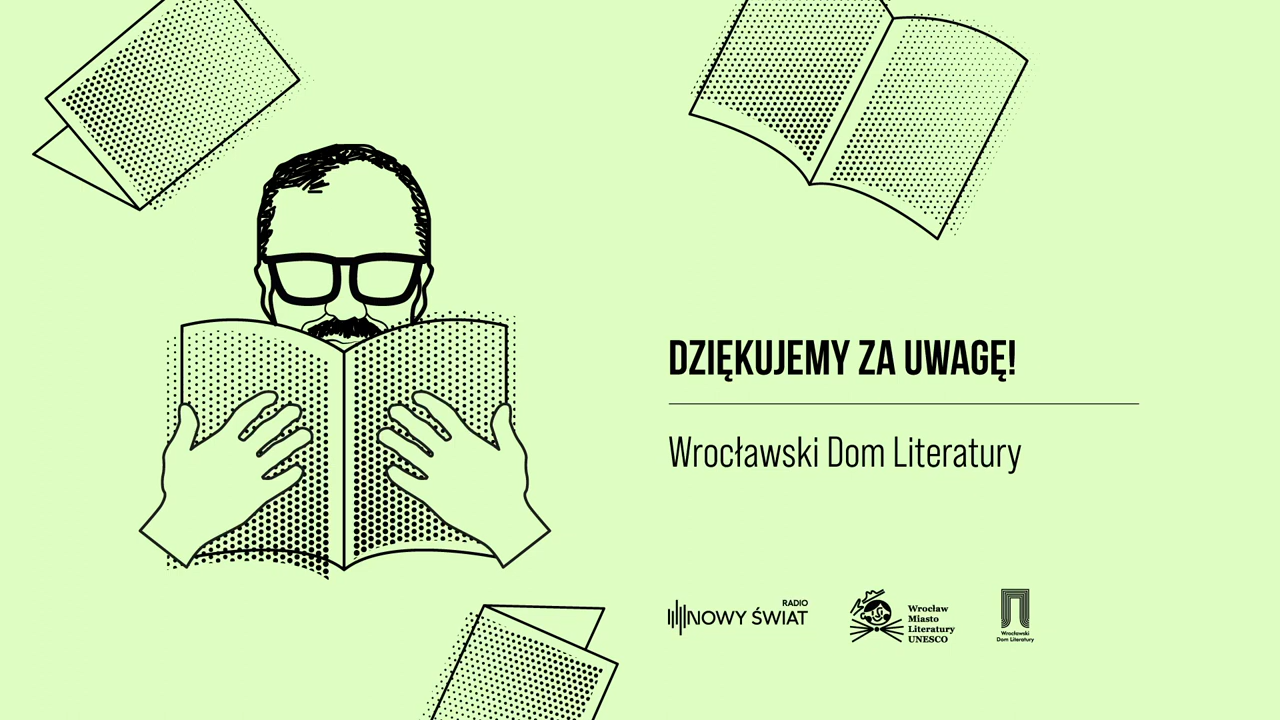 DZIĘKUJEMY ZA UWAGĘ!
Wrocławski Dom Literatury
RADIO
NOWY ŚWIAT
Wrocław
Miasto
Literatury
UNESCO
Wrocławski
Dom Literatury